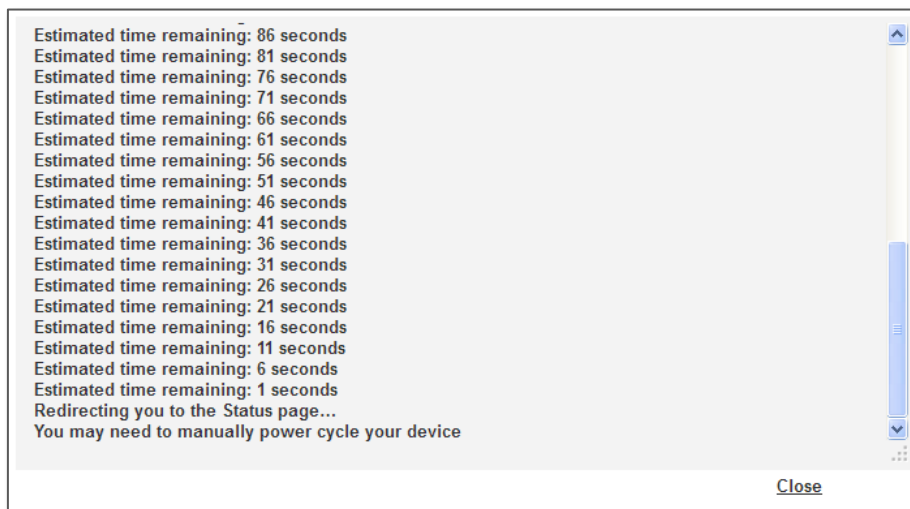 Estimated time remaining: 86 seconds
Estimated time remaining: 81 seconds
Estimated time remaining: 76 seconds
Estimated time remaining: 71 seconds
Estimated time remaining: 66 seconds
Estimated time remaining: 61 seconds
Estimated time remaining: 56 seconds
Estimated time remaining: 51 seconds
Estimated time remaining: 46 seconds
Estimated time remaining: 41 seconds
Estimated time remaining: 36 seconds
Estimated time remaining: 31 seconds
Estimated time remaining: 26 seconds
Estimated time remaining: 21 seconds
Estimated time remaining: 16 seconds
Estimated time remaining: 11 seconds
Estimated time remaining: 6 seconds
Estimated time remaining: 1 seconds
Redirecting you to the Status page...
You may need to manually power cycle your device
Close